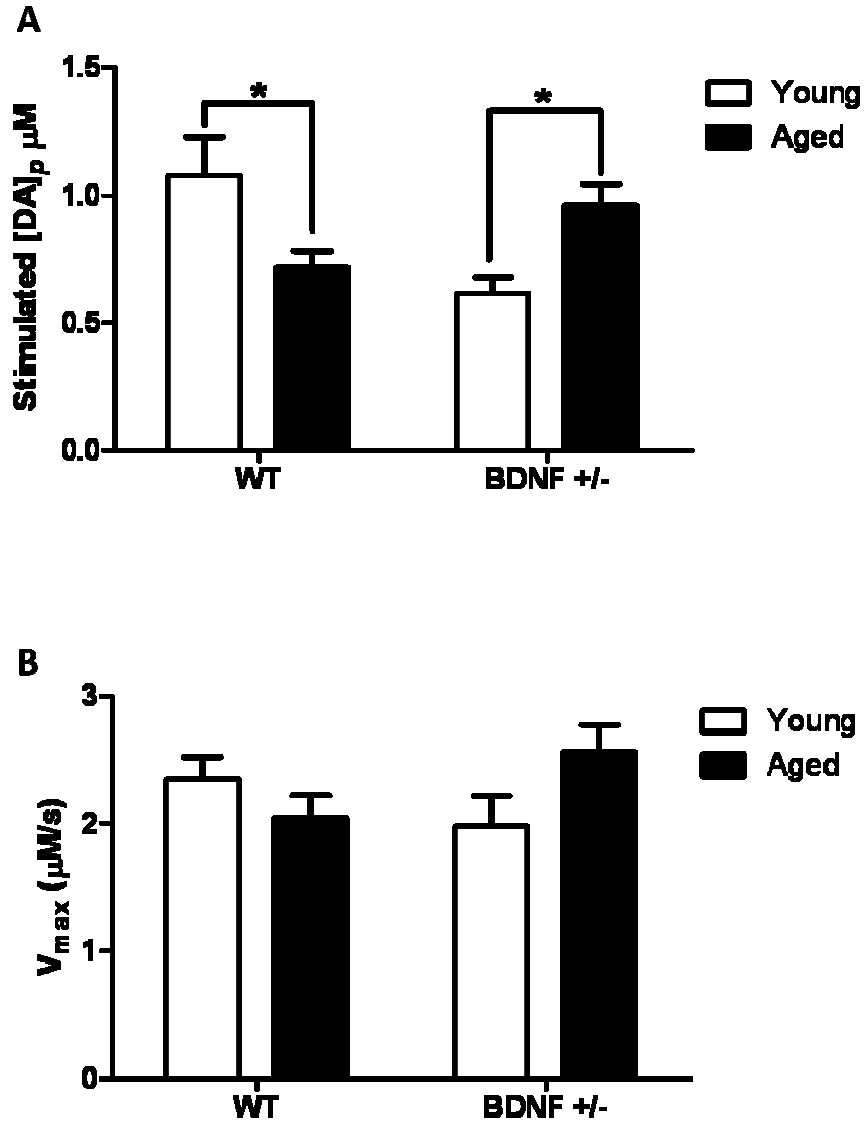 A
Stimulated [DA]p µM
1.5
1.0
0.5
0.0
*
*
Young
Aged
WT
BDNF +/-
B
Vmax (µM/s)
3
2
1
0
Young
Aged
WT
BDNF +/-